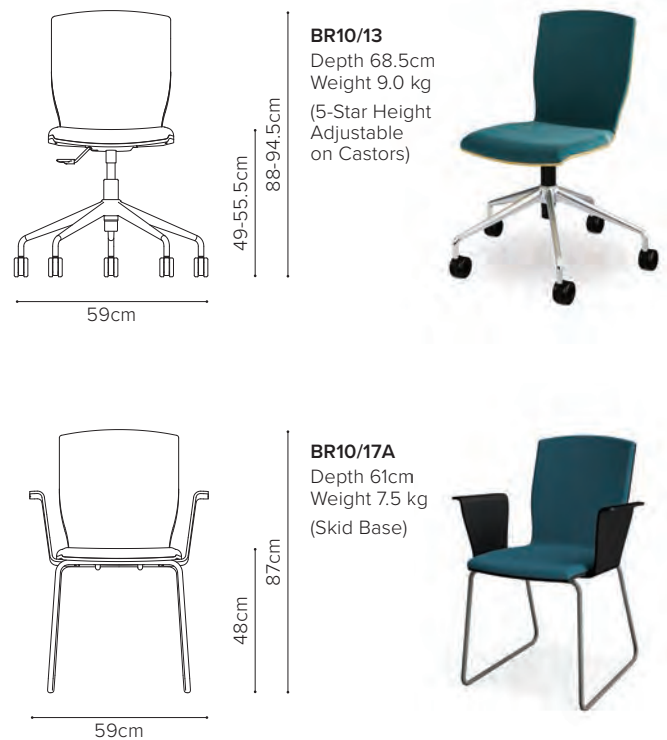 BR10/13
Depth 68.5cm
Weight 9.0 kg
(5-Star Height
Adjustable
on Castors)
49-55.5cm
88-94.5cm
59cm
BR10/17A
Depth 61cm
Weight 7.5 kg
(Skid Base)
48cm
87cm
59cm